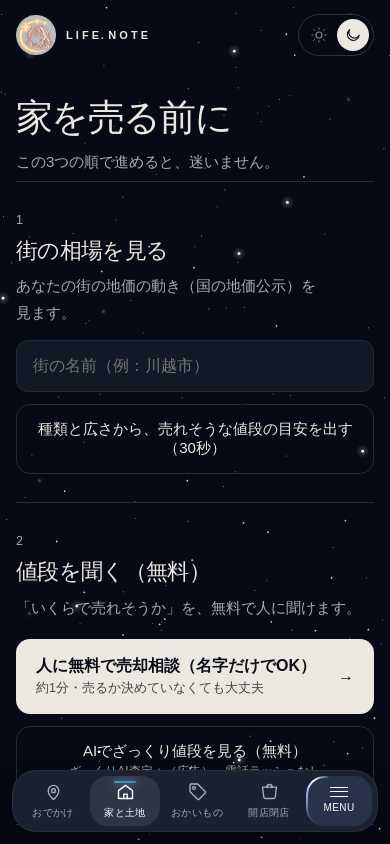 LIFE.NOTE
家を売る前に
この3つの順で進めると、迷いません。
1
街の相場を見る
あなたの街の地価の動き（国の地価公示）を
見ます。
街の名前（例：川越市）
種類と広さから、売れそうな値段の目安を出す
（30秒）
2
値段を聞く（無料）
「いくらで売れそうか」を、無料で人に聞けます。
人に無料で売却相談（名字だけでOK）
約1分・売るか決めていなくても大丈夫
→
AIでざっくり値段を見る（無料）
おでかけ
家と土地
おかいもの
開店閉店
MENU